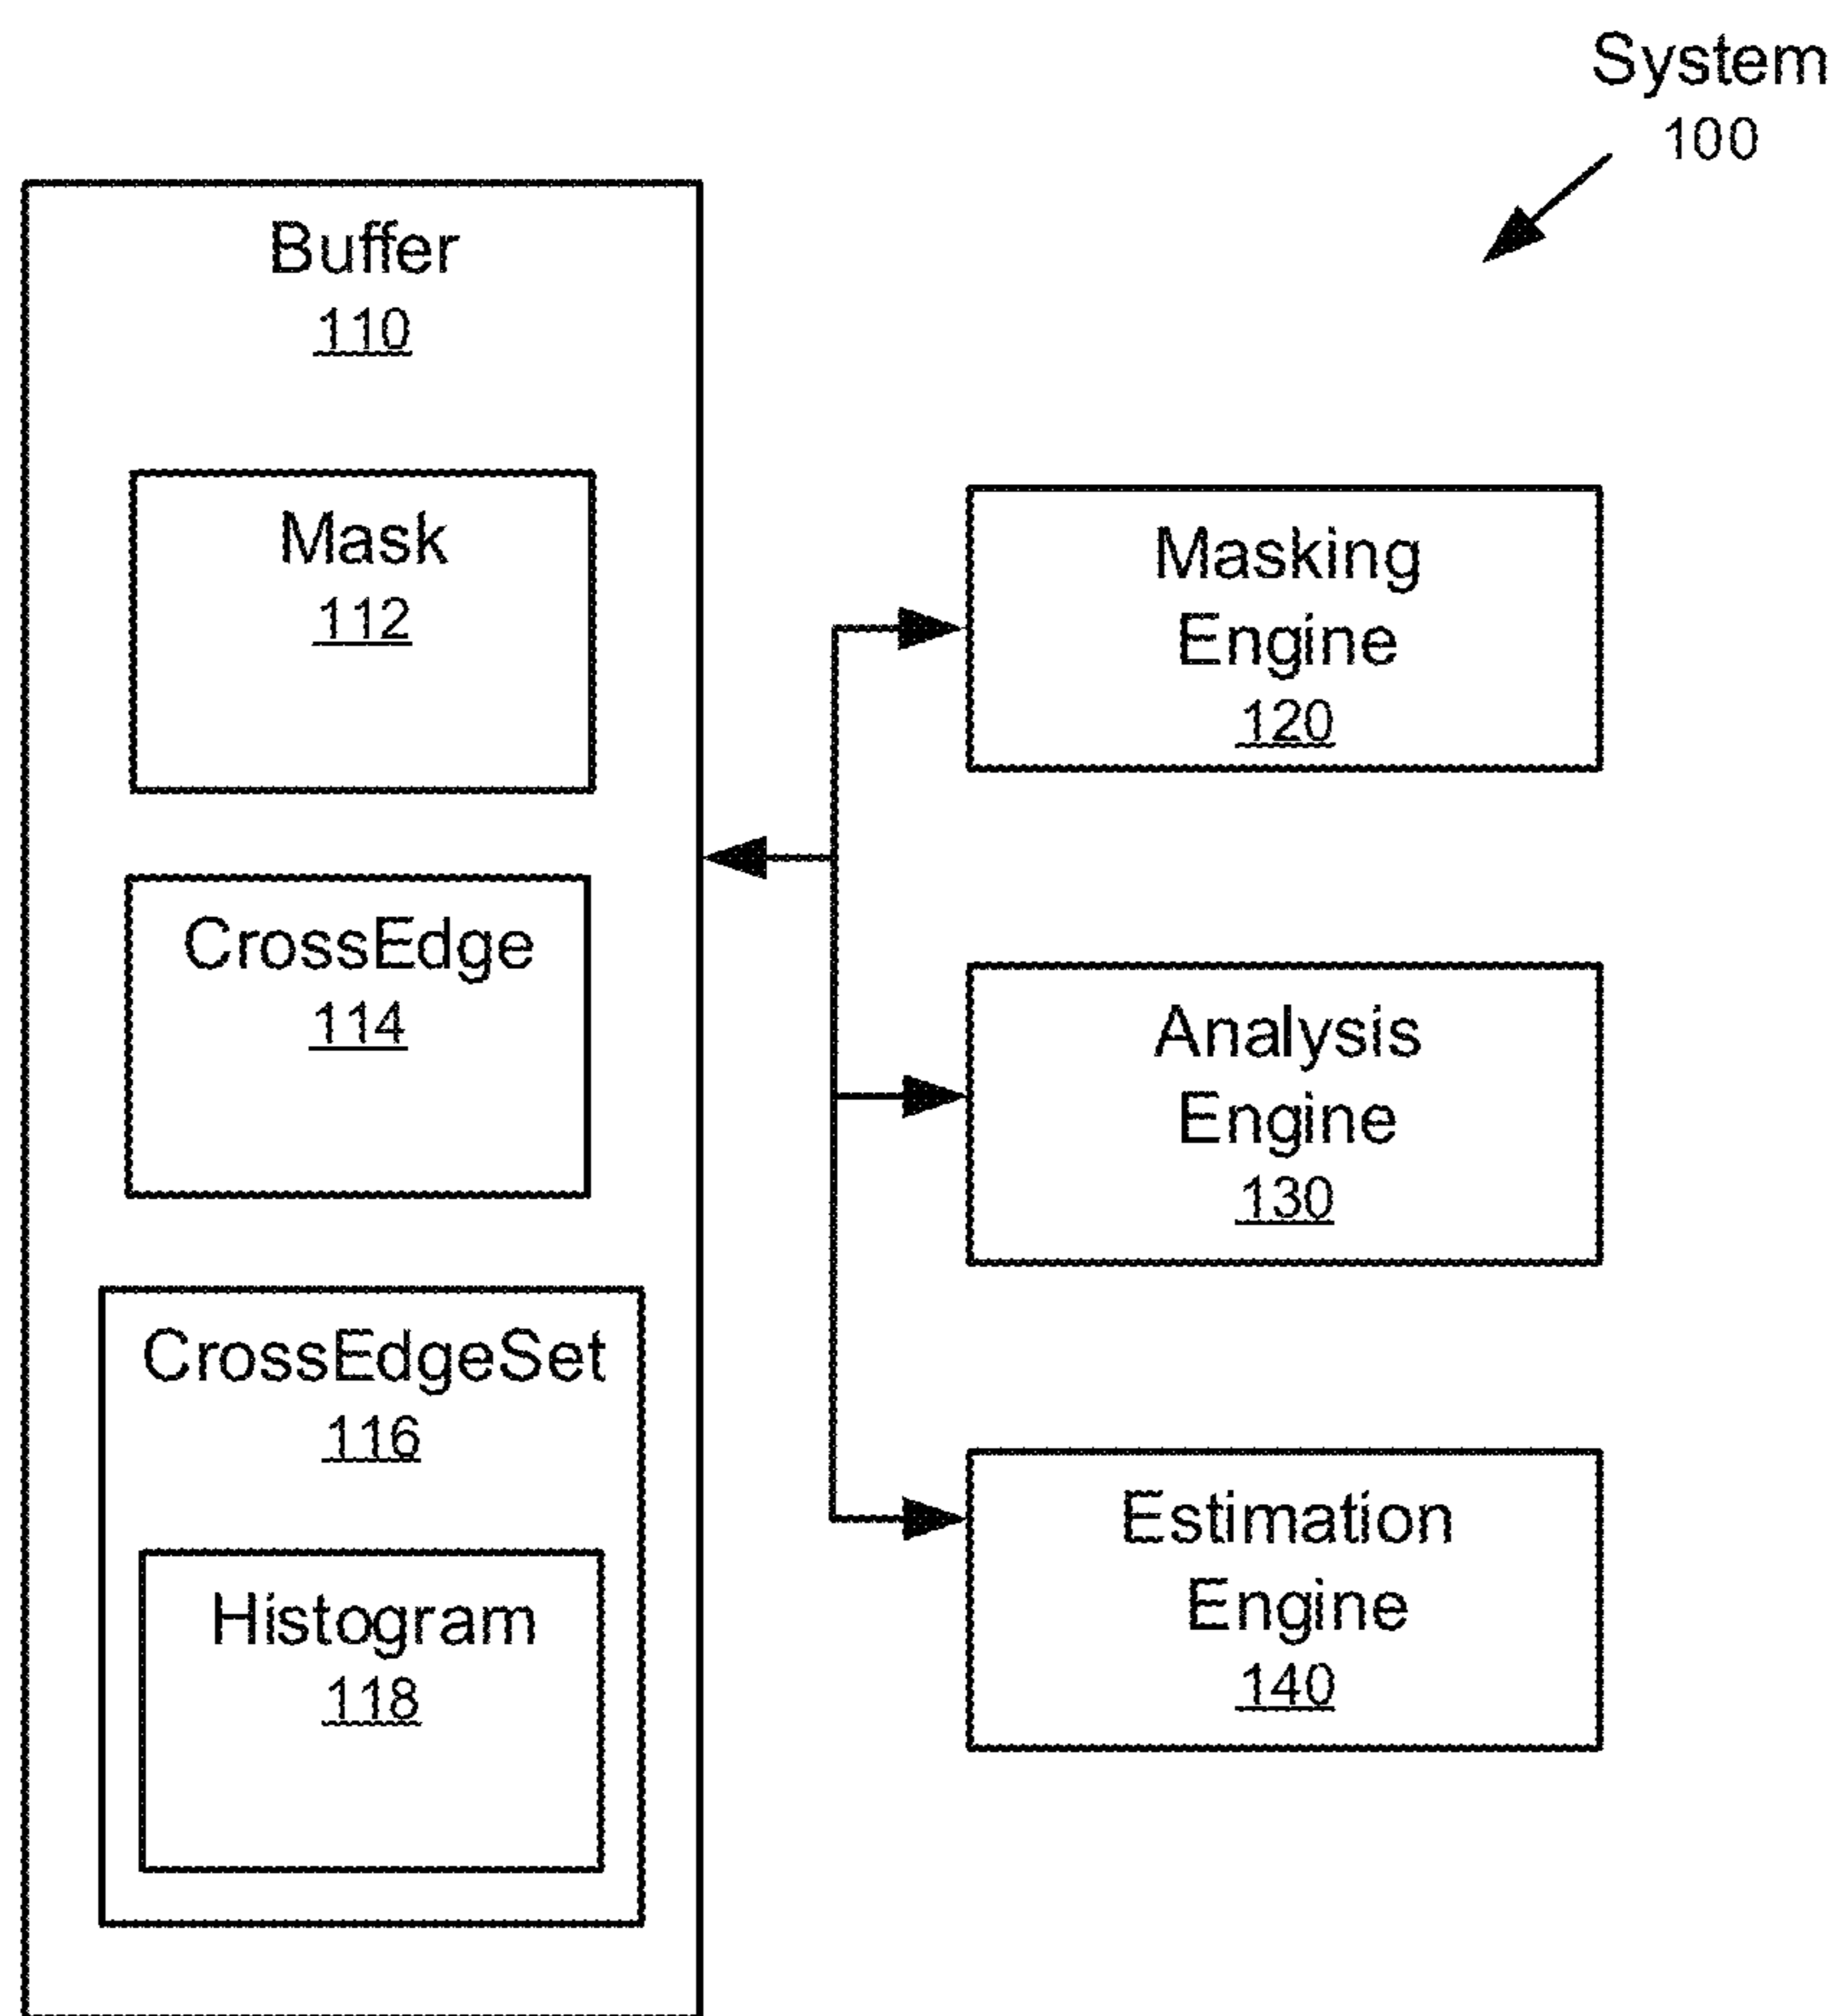 System
100
Buffer
110
Mask
112
CrossEdge
114
CrossEdgeSet
116
Histogram
118
Masking
Engine
120
Analysis
Engine
130
Estimation
Engine
140